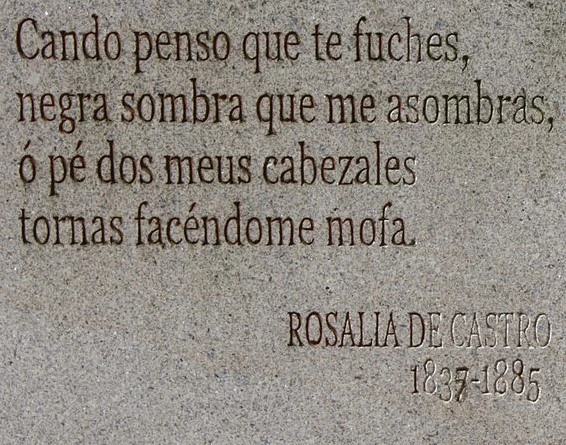 Cando penso que te fuches,
negra sombra que me asombras,
ó pé dos meus cabezales
tornas facéndome mofa.
ROSALIA DE CASTRO
1837-1885